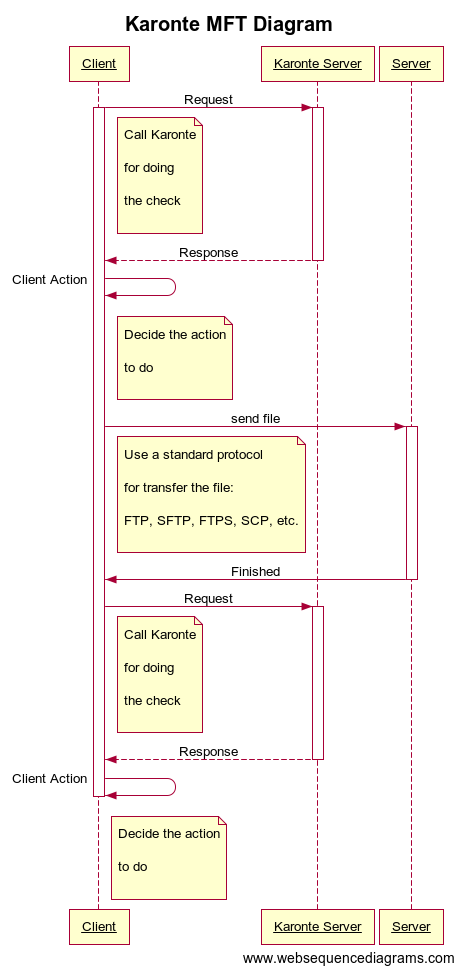 Karonte MFT Diagram
Client
Karonte Server
Server
Request
Call Karonte
for doing
the check
Response
Client Action
Decide the action
to do
send file
Use a standard protocol
for transfer the file:
FTP, SFTP, FTPS, SCP, etc.
Finished
Request
Call Karonte
for doing
the check
Response
Client Action
Decide the action
to do
Client
Karonte Server
Server
www.websequencediagrams.com